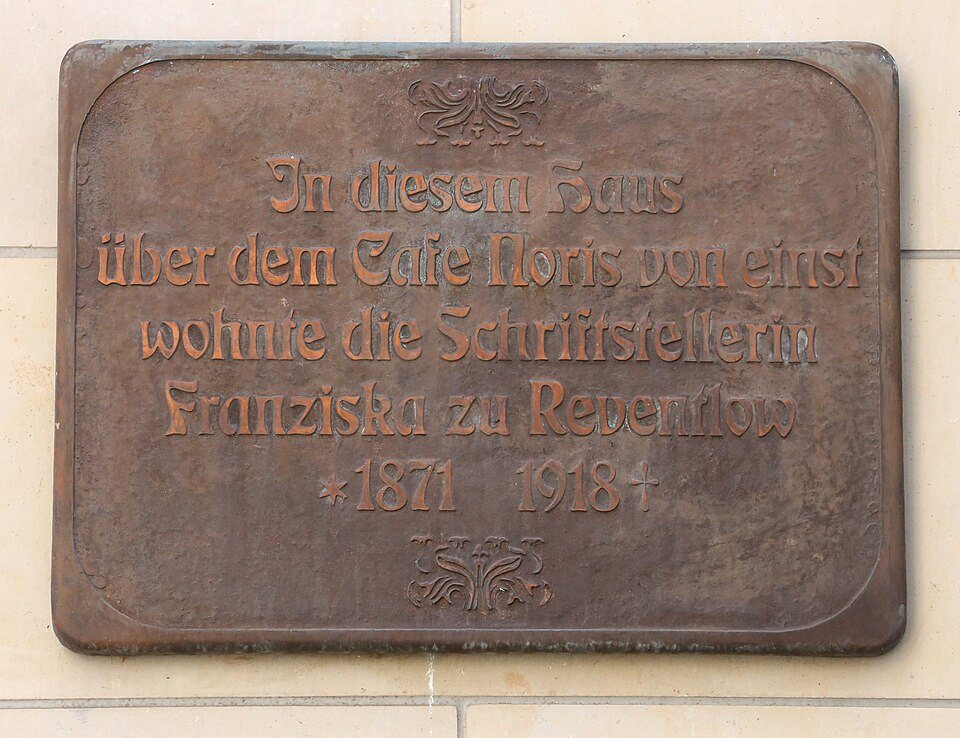 In diesem Haus
über dem Cafe Noris von einst
wohnte die Schriftstellerin
Franziska zu Reventlow
*1871 1918†